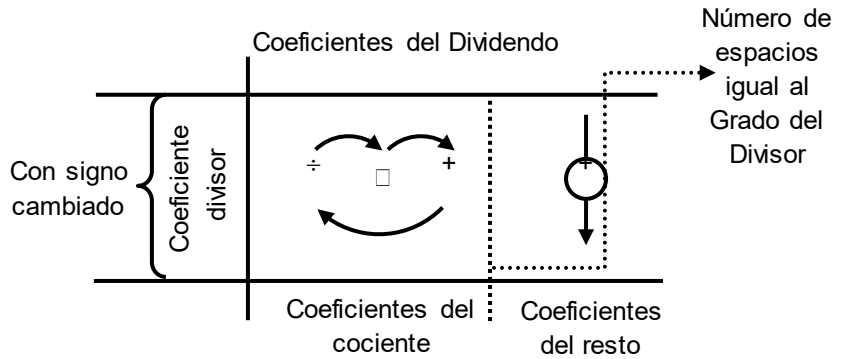 Coeficientes del Dividendo
Número de
espacios
igual al
Grado del
Divisor
Con signo
cambiado
Coeficiente
divisor
÷
+
+
Coeficientes del
cociente
Coeficientes
del resto